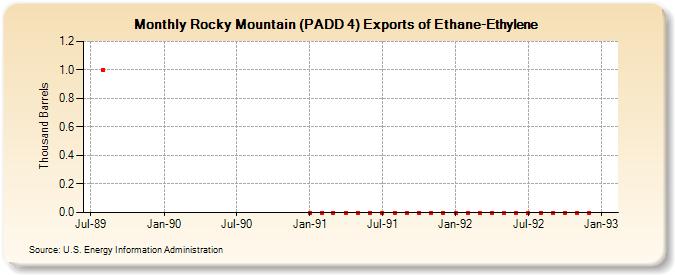 Monthly Rocky Mountain (PADD 4) Exports of Ethane-Ethylene
Thousand Barrels
1.2
1.0
0.8
0.6
0.4
0.2
0.0
Jul-89 Jan-90 Jul-90 Jan-91 Jul-91 Jan-92 Jul-92 Jan-93
Source: U.S. Energy Information Administration